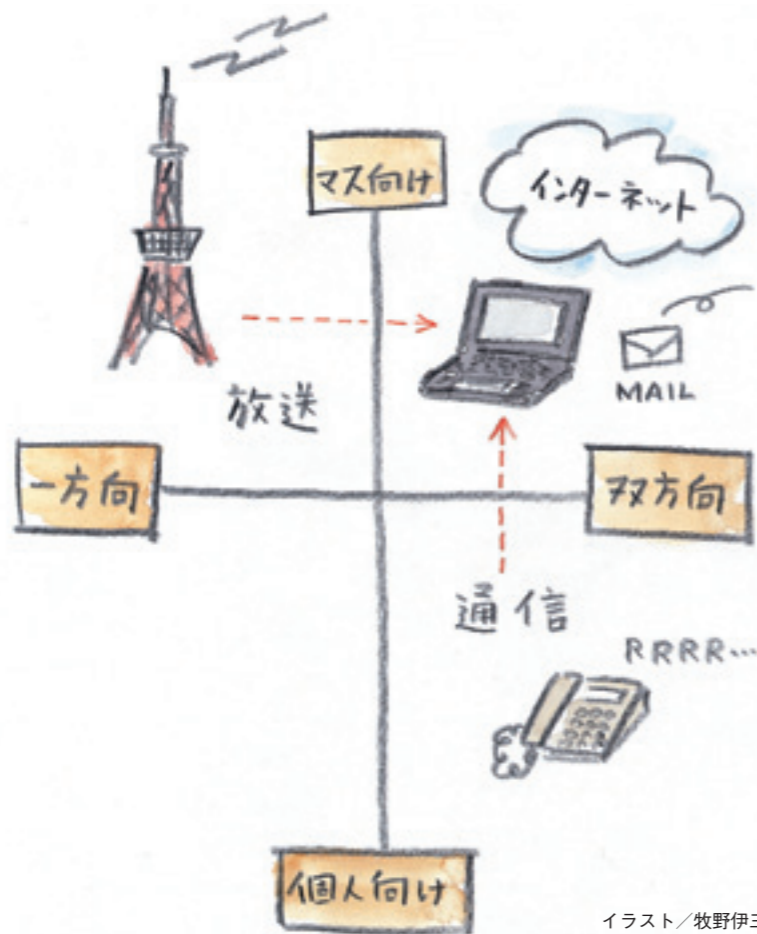 マス向け
インターネット
MAIL
放送
一方向
双方向
通信
RRRR...
個人向け
イラスト／牧野伊三